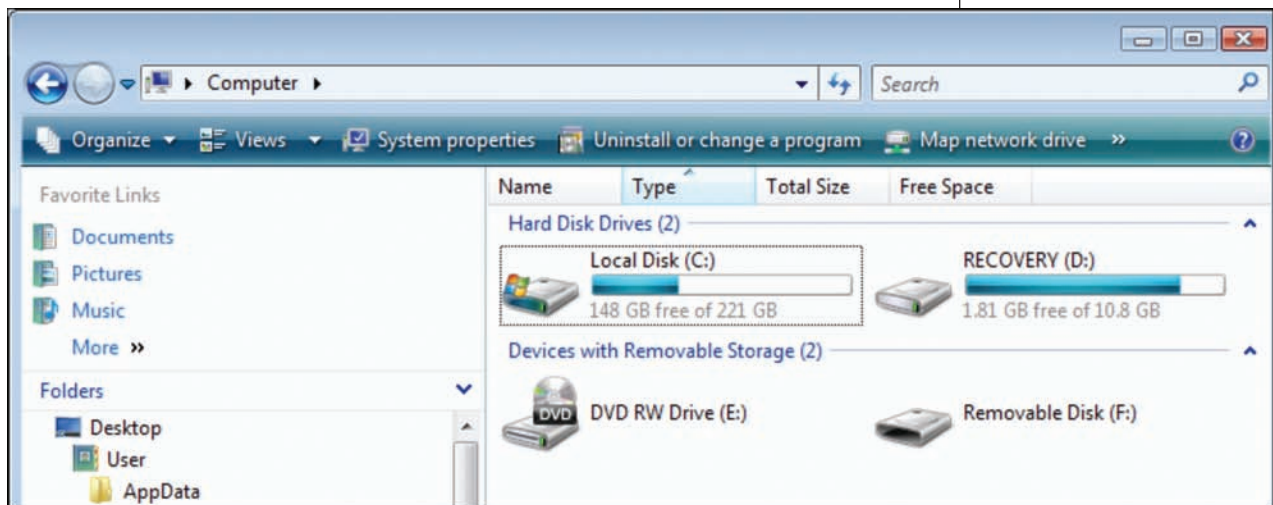 Computer
Search
Organize Views System properties Uninstall or change a program Map network drive »
Favorite Links
Documents
Pictures
Music
More »
Folders
Desktop
User
AppData
Name Type Total Size Free Space
Hard Disk Drives (2)
Local Disk (C:)
148 GB free of 221 GB
RECOVERY (D:)
1.81 GB free of 10.8 GB
Devices with Removable Storage (2)
DVD
DVD RW Drive (E:)
Removable Disk (F:)